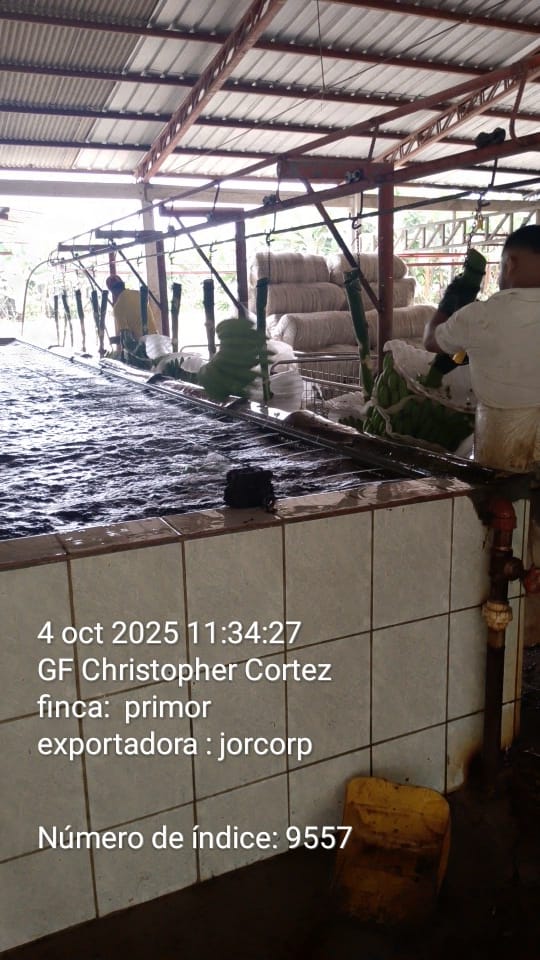 4 oct 2025 11:34:27
GF Christopher Cortez
finca:  primor
exportadora : jorcorp
Número de índice: 9557